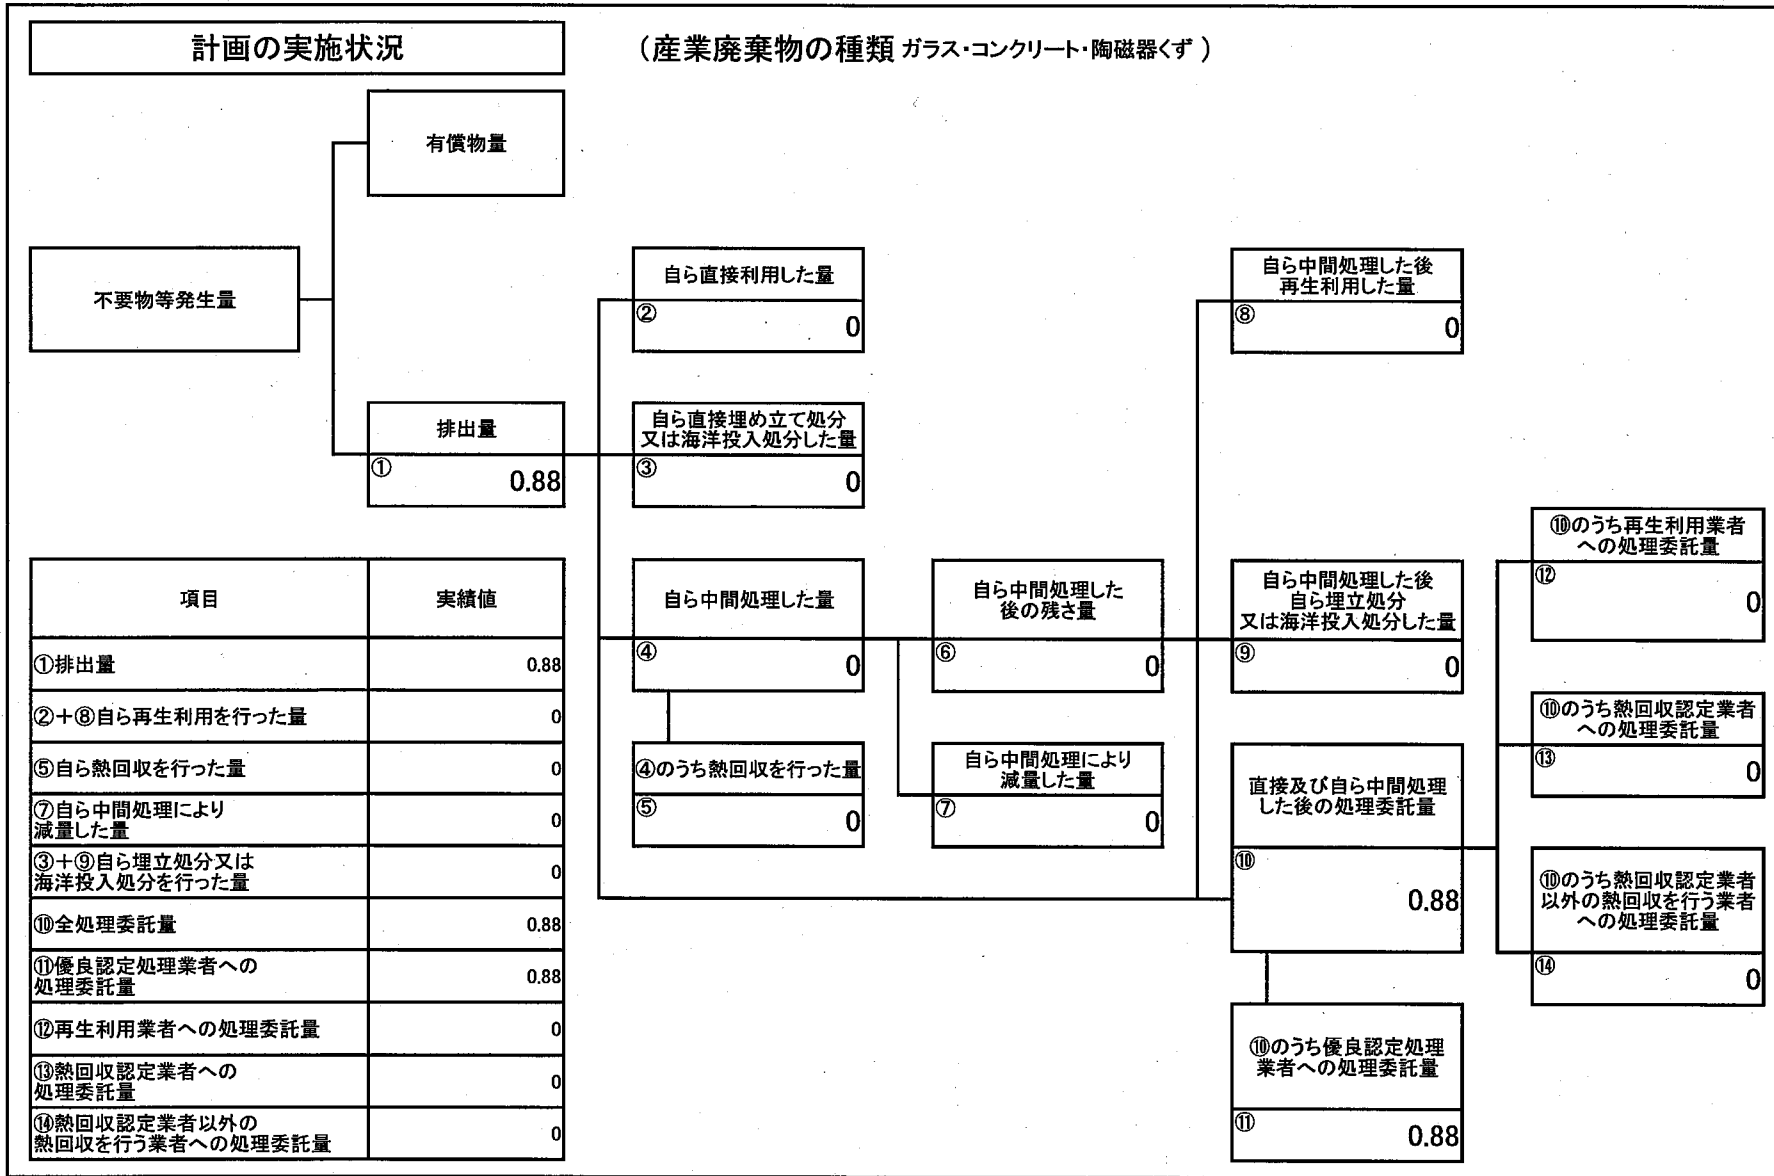 計画の実施状況
(産業廃棄物の種類 ガラス・コンクリート・陶磁器くず )
有償物量
不要物等発生量
排出量
①
0.88
自ら直接利用した量
②
0
自ら直接埋め立て処分
又は海洋投入処分した量
③
0
自ら中間処理した量
④
0
④のうち熱回収を行った量
⑤
0
自ら中間処理した
後の残さ量
⑥
0
自ら中間処理により
減量した量
⑦
0
自ら中間処理した後
再生利用した量
⑧
0
自ら中間処理した後
自ら埋立処分
又は海洋投入処分した量
⑨
0
直接及び自ら中間処理
した後の処理委託量
⑩
0.88
⑩のうち優良認定処理
業者への処理委託量
⑪
0.88
⑩のうち再生利用業者
への処理委託量
⑫
0
⑩のうち熱回収認定業者
への処理委託量
⑬
0
⑩のうち熱回収認定業者
以外の熱回収を行う業者
への処理委託量
⑭
0
項目 実績値
①排出量 0.88
②+⑧自ら再生利用を行った量 0
⑤自ら熱回収を行った量 0
⑦自ら中間処理により
減量した量 0
③+⑨自ら埋立処分又は
海洋投入処分を行った量 0
⑩全処理委託量 0.88
⑪優良認定処理業者への
処理委託量 0.88
⑫再生利用業者への処理委託量 0
⑬熱回収認定業者への
処理委託量 0
⑭熱回収認定業者以外の
熱回収を行う業者への処理委託量 0